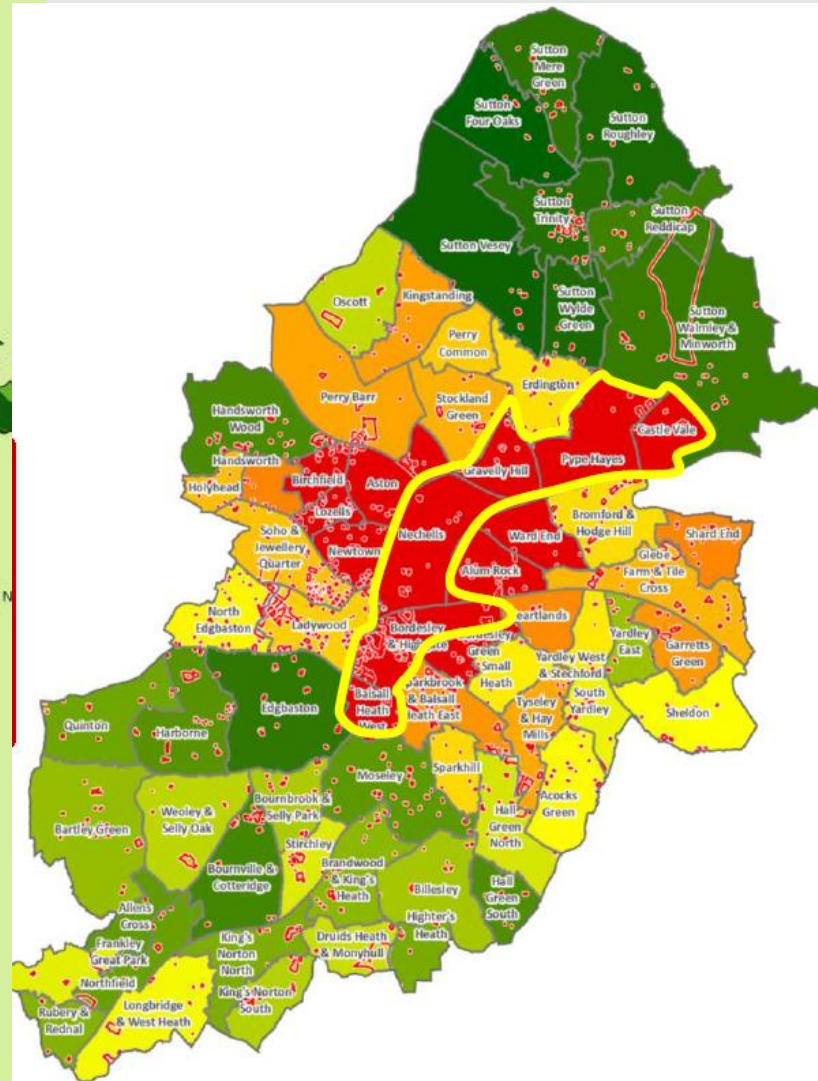 Sutton
Mere
Green
Sutton
Four Oaks
Sutton
Roughley
Sutton
Trinity
Sutton
Reddicap
Sutton Vesey
Sutton
Wylde
Green
Sutton
Walmley &
Minworth
Oscott
Kingstanding
Perry
Common
Erdington
Perry Barr
Stockland
Green
Castle Vale
Handsworth
Wood
Pype Hayes
Handsworth
Gravelly Hill
Holyhead
Birchfield
Aston
Lozells
Bromford &
Hodge Hill
Nechells
Ward End
Shard End
Soho &
Jewellery
Quarter
Newtown
Glebe
Farm & Tile
Cross
Alum Rock
N
North
Edgbaston
Ladywood
eartlands
Bordesley
& Highgate
Bordesley
Green
Small
Heath
Yardley West
& Stechford
Yardley
East
Garretts
Green
Balsall
Heath
West
Sparkbrook
& Balsall
Heath East
Tyseley
& Hay
Mills
South
Yardley
Sheldon
Edgbaston
Quinton
Harborne
Moseley
Sparkhill
Acocks
Green
Bartley Green
Weoley &
Selly Oak
Bournbrook &
Selly Park
Hall
Green
North
Stirchley
Bournville &
Cotteridge
Brandwood
& King's
Heath
Billesley
Hall
Green
South
Allens
Cross
Highter's
Heath
Frankley
Great Park
King's
Norton
North
Druids Heath
& Monyhull
Northfield
King's Norton
South
Rubery &
Rednal
Longbridge
& West Heath